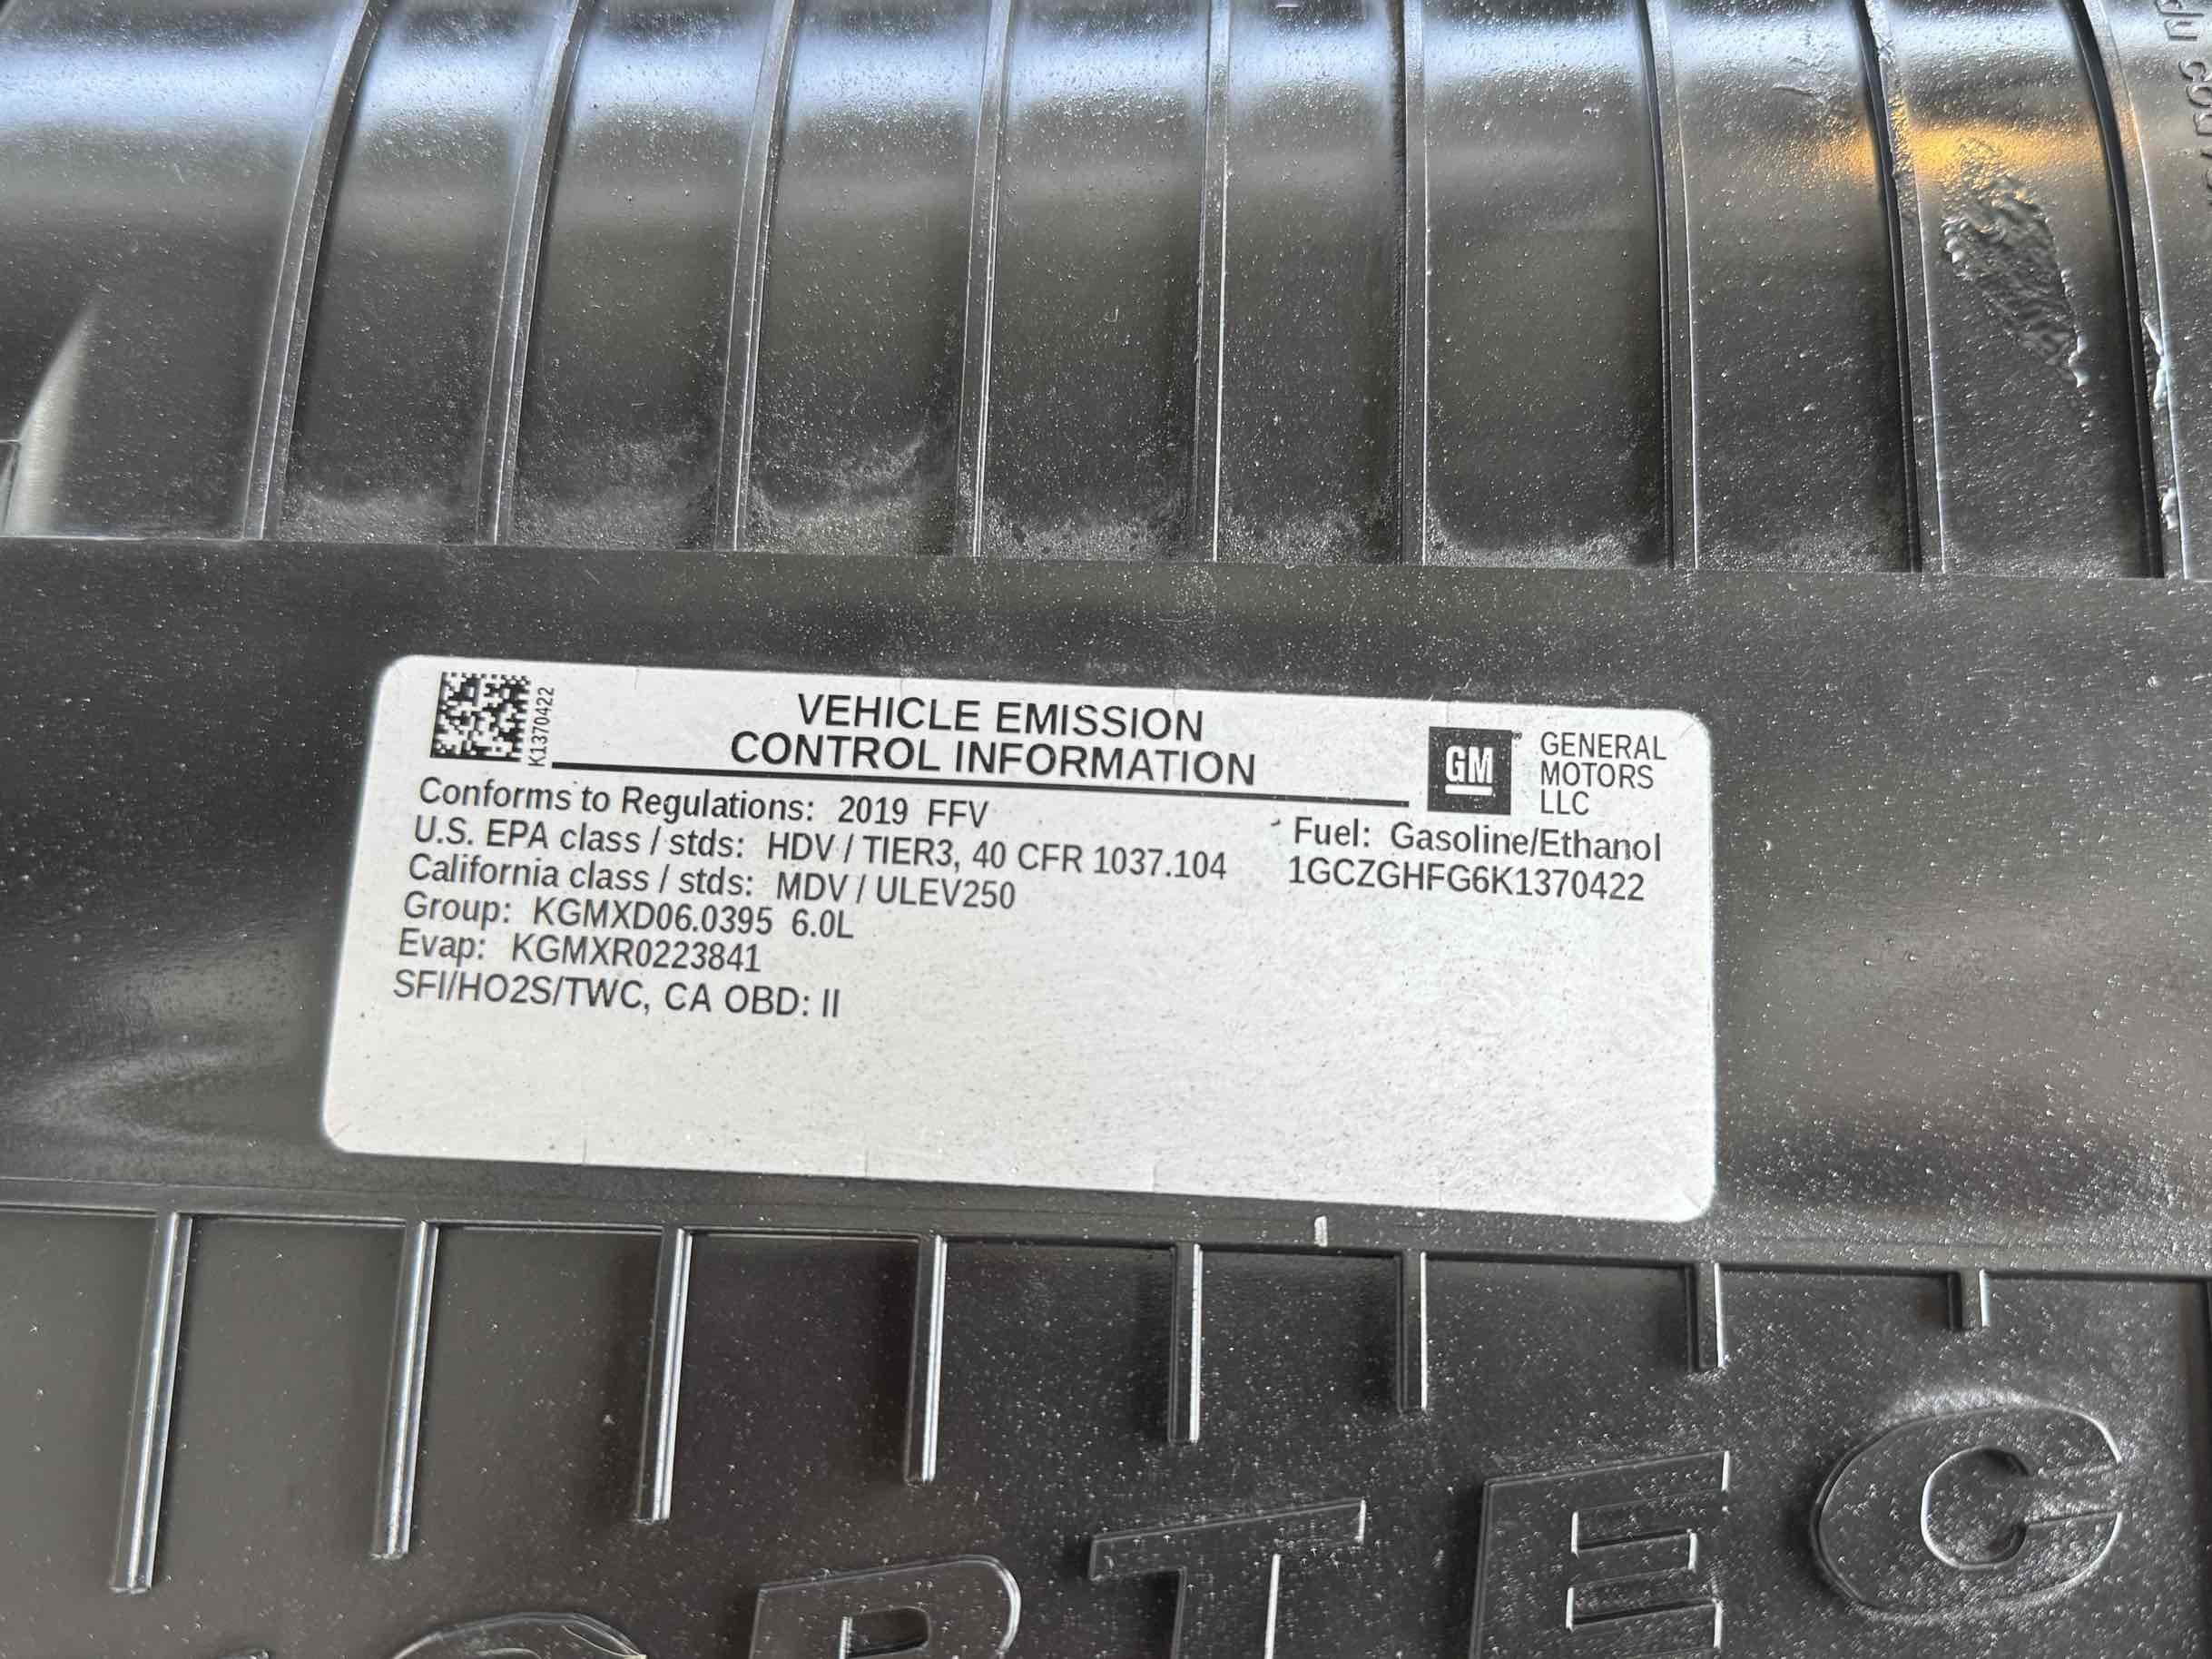 K1370422
VEHICLE EMISSION
CONTROL INFORMATION
GM
GENERAL
MOTORS
LLC
Conforms to Regulations: 2019 FFV
Fuel: Gasoline/Ethanol
U.S. EPA class / stds: HDV / TIER3, 40 CFR 1037.104
1GCZGHFG6K1370422
California class / stds: MDV / ULEV250
Group: KGMXD06.0395 6.0L
Evap: KGMXR0223841
SFI/HO2S/TWC, CA OBD: II
ORTEC